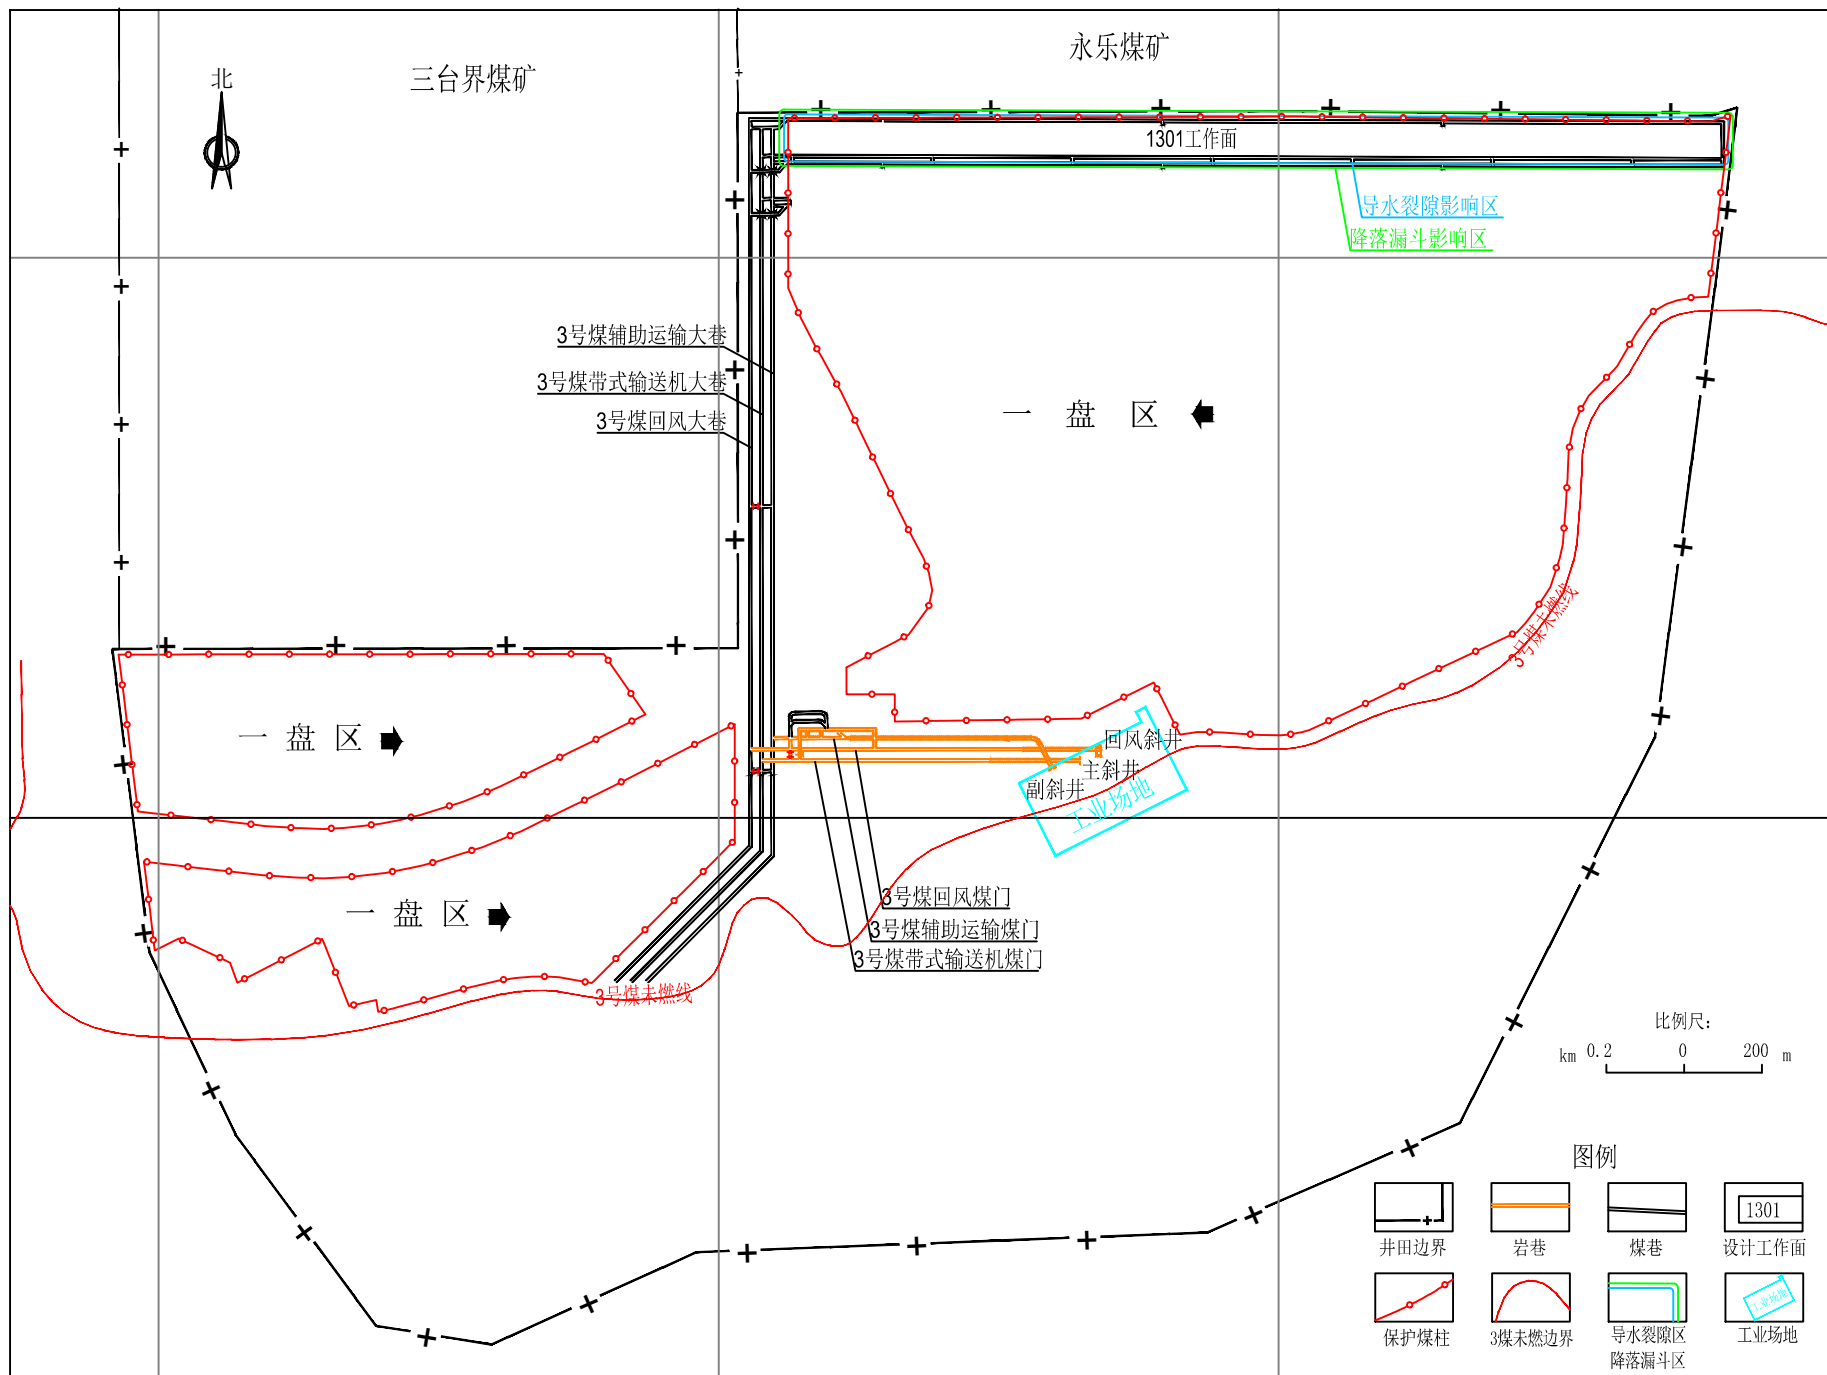 永乐煤矿
北
三台界煤矿
1301工作面
导水裂隙影响区
降落漏斗影响区
3号煤辅助运输大巷
3号煤带式输送机大巷
3号煤回风大巷
一 盘 区
3号煤未燃线
一 盘 区
回风斜井
主斜井
副斜井
工业场地
一 盘 区
3号煤回风煤门
3号煤辅助运输煤门
3号煤带式输送机煤门
3号煤未燃线
比例尺:
km 0.2 0 200 m
图例
1301
井田边界 岩巷 煤巷 设计工作面
工业场地
保护煤柱 3煤未燃边界 导水裂隙区 工业场地
降落漏斗区